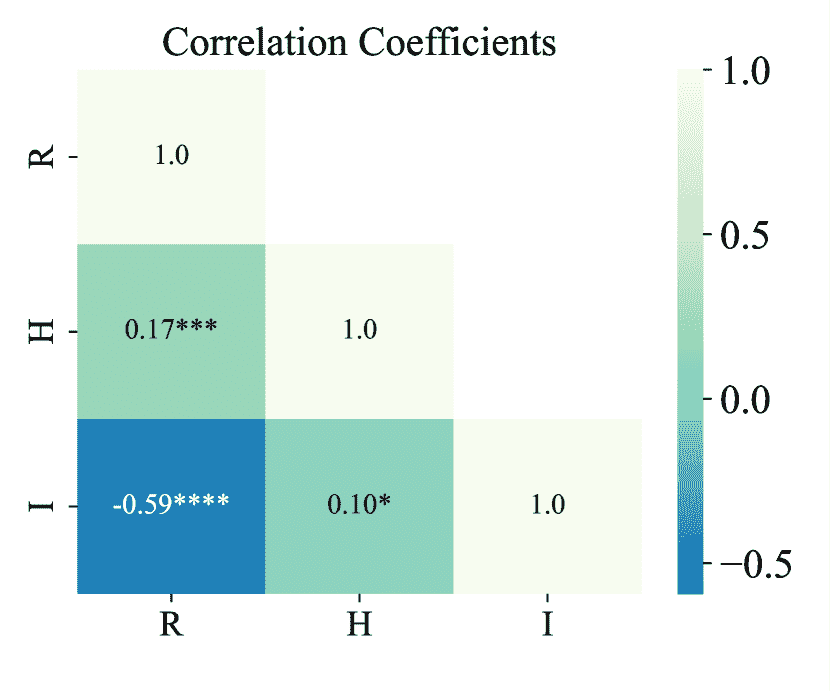 Correlation Coefficients
R
1.0
H
0.17***
1.0
I
-0.59****
0.10*
1.0
R
H
I
1.0
0.5
0.0
−0.5